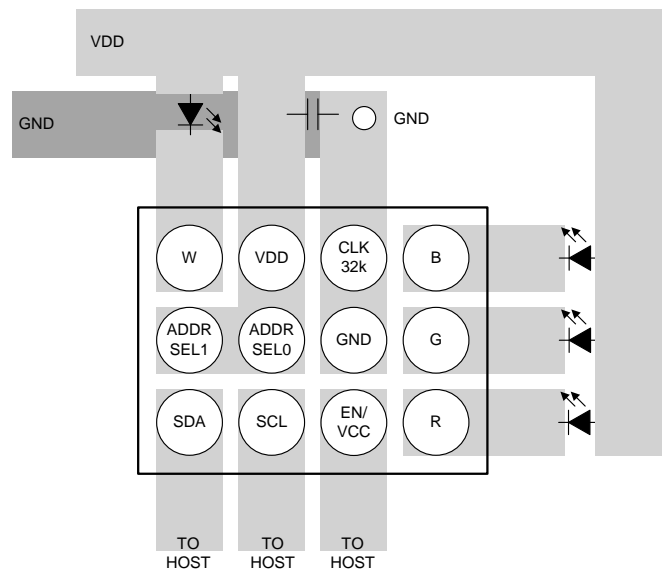 VDD
GND
GND
W
VDD
CLK
32k
B
ADDR
SEL1
ADDR
SEL0
GND
G
SDA
SCL
EN/
VCC
R
TO
HOST
TO
HOST
TO
HOST